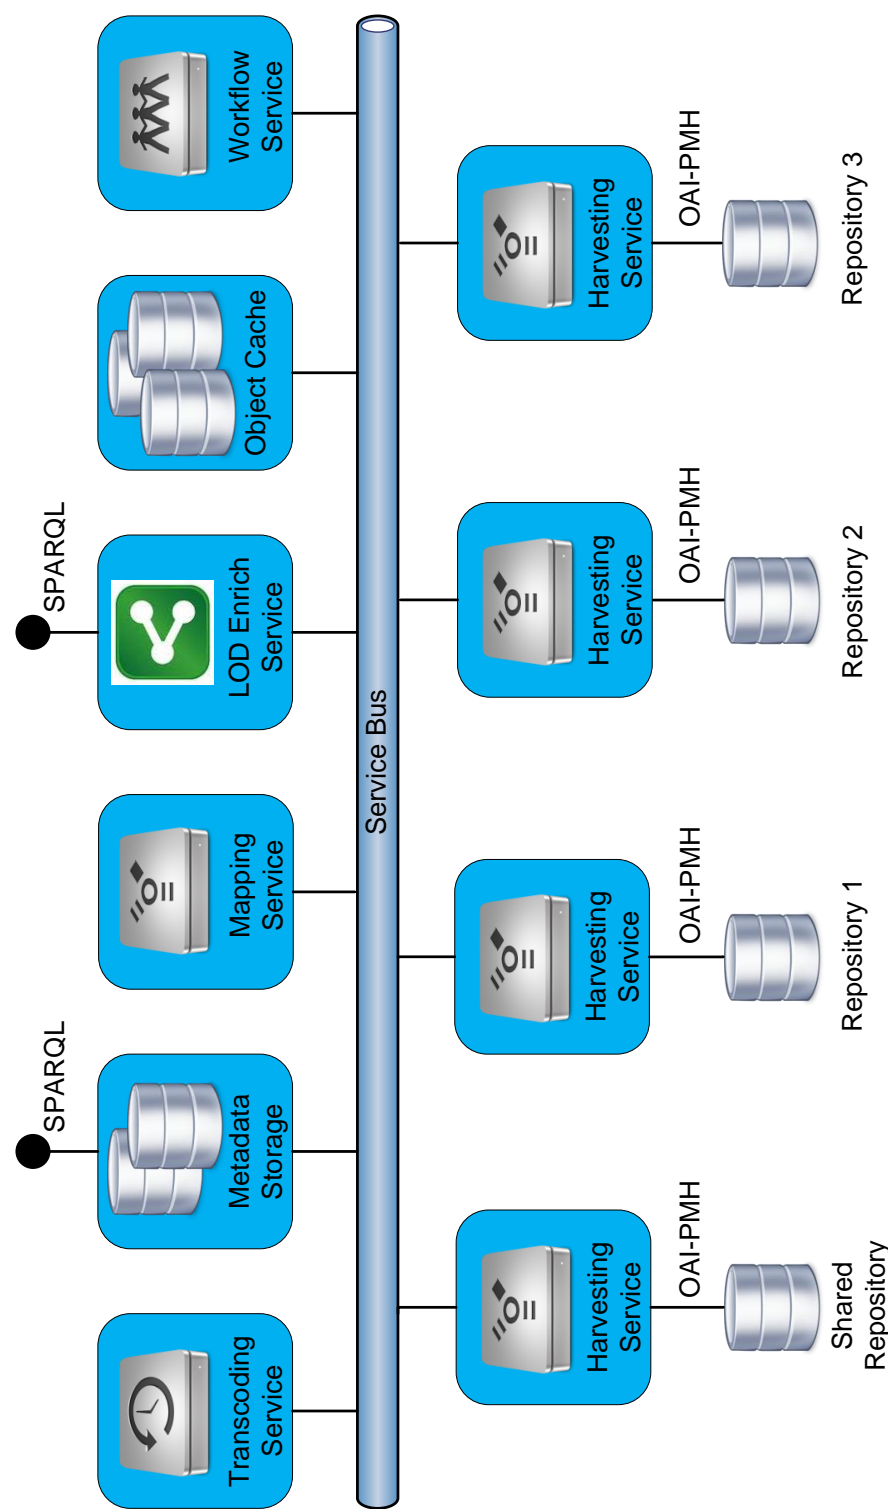 SPARQL
SPARQL
Transcoding
Service
Metadata
Storage
Mapping
Service
LOD Enrich
Service
Object Cache
Workflow
Service
Service Bus
Harvesting
Service
Harvesting
Service
Harvesting
Service
Harvesting
Service
OAI-PMH
OAI-PMH
OAI-PMH
OAI-PMH
Shared
Repository
Repository 1
Repository 2
Repository 3